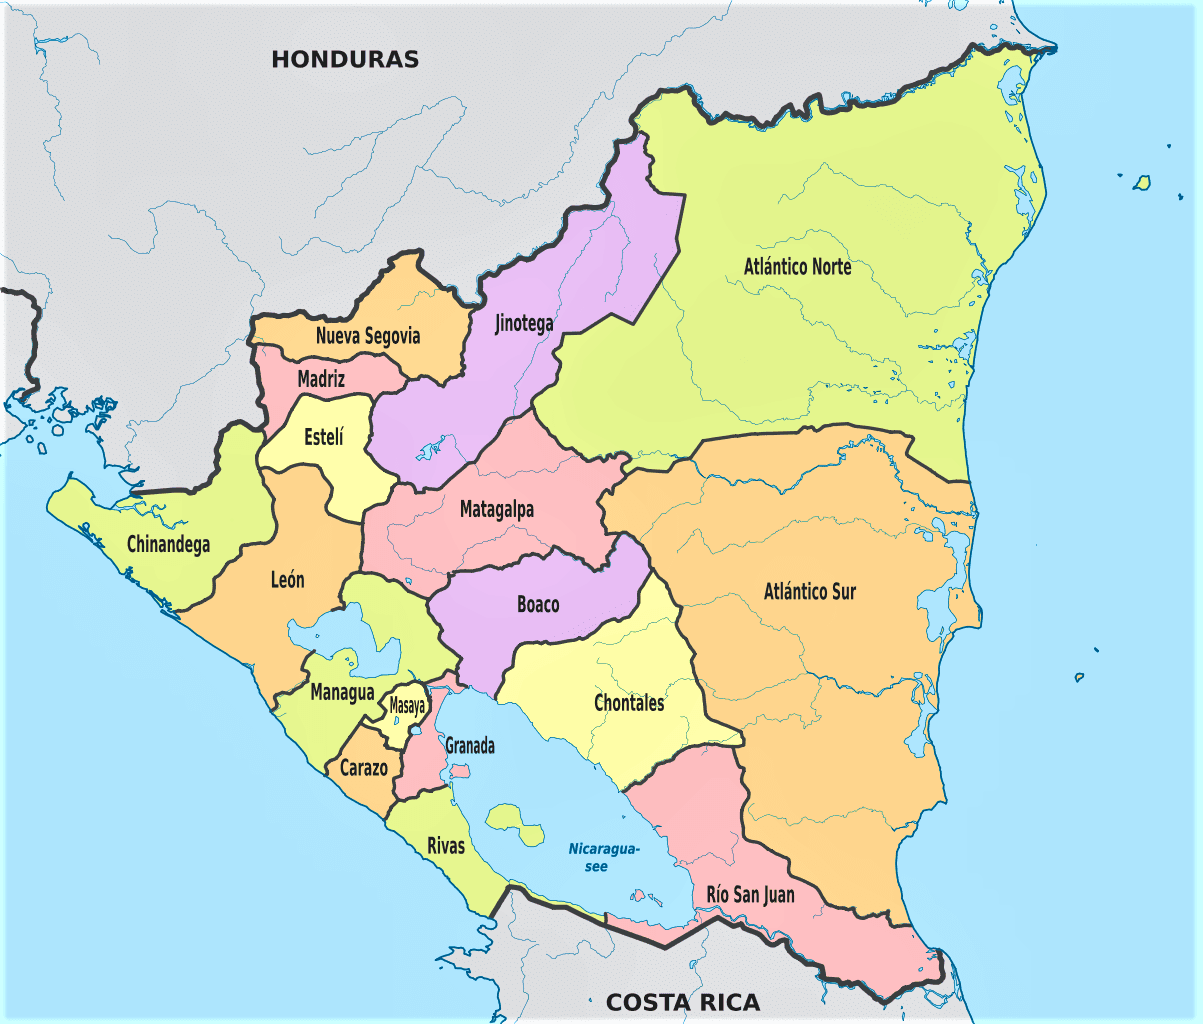 HONDURAS
Atlántico Norte
Jinotega
Nueva Segovia
Madriz
Estelí
Matagalpa
Chinandega
León
Atlántico Sur
Boaco
Managua
Masaya
Chontales
Granada
Carazo
Rivas
Nicaragua-
see
Río San Juan
COSTA RICA